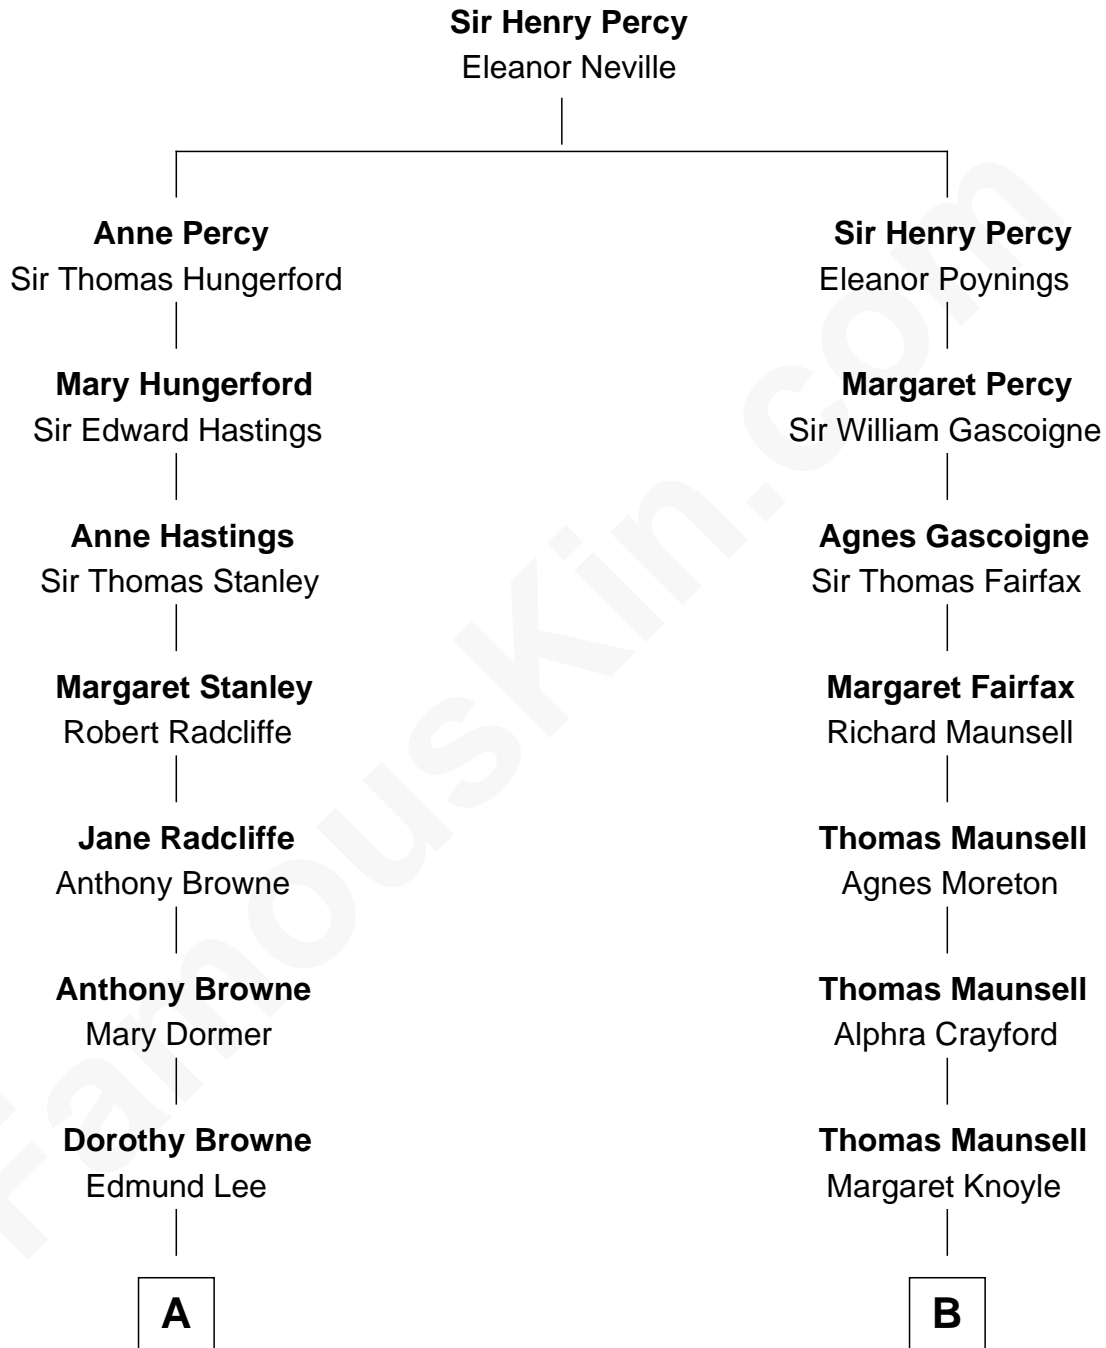 Sir Henry Percy
Eleanor Neville
Anne Percy
Sir Thomas Hungerford
Sir Henry Percy
Eleanor Poynings
Mary Hungerford
Sir Edward Hastings
Margaret Percy
Sir William Gascoigne
Anne Hastings
Sir Thomas Stanley
Agnes Gascoigne
Sir Thomas Fairfax
Margaret Stanley
Robert Radcliffe
Margaret Fairfax
Richard Maunsell
Jane Radcliffe
Anthony Browne
Thomas Maunsell
Agnes Moreton
Anthony Browne
Mary Dormer
Thomas Maunsell
Alphra Crayford
Dorothy Browne
Edmund Lee
Thomas Maunsell
Margaret Knoyle
A
B
FamousKin.com